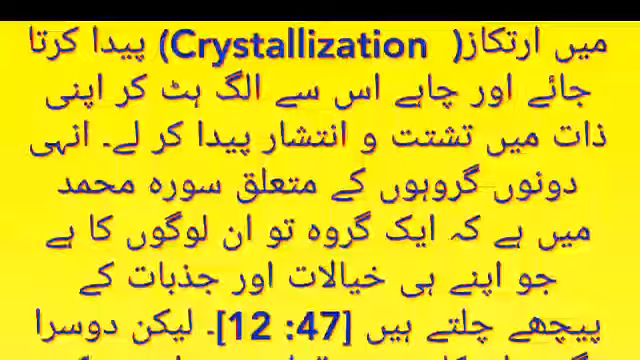 میں ارتکاز( Crystallization) پیدا کرتا
جائے اور چاہے اس سے الگ ہٹ کر اپنی
ذات میں تشتت و انتشار پیدا کر لے۔ انہی
دونوں گروہوں کے متعلق سورہ محمد
میں ہے کہ ایک گروہ تو ان لوگوں کا ہے
جو اپنے ہی خیالات اور جذبات کے
پیچھے چلتے ہیں [47: 12]۔ لیکن دوسرا